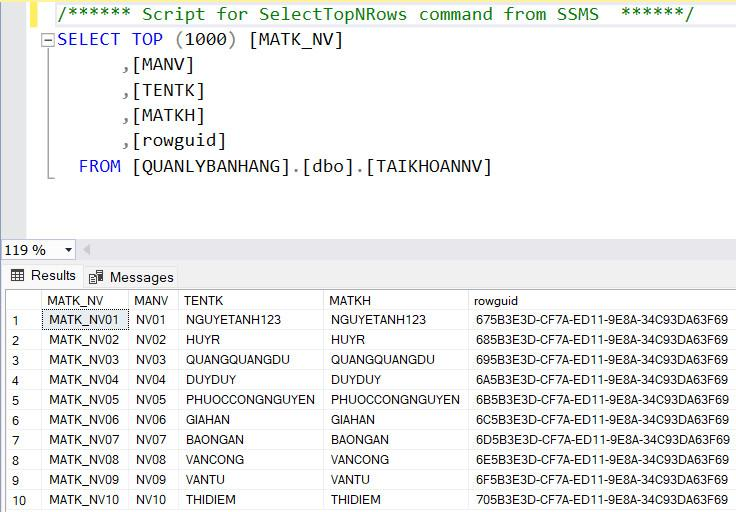 /****** Script for SelectTopNRows command from SSMS ******/
SELECT TOP (1000) [MATK_NV]
,[MANV]
,[TENTK]
,[MATKH]
,[rowguid]
FROM [QUANLYBANHANG].[dbo].[TAIKHOANNV]
119 %
Results Messages
MATK_NV MANV TENTK MATKH rowguid
1 MATK_NV01 NV01 NGUYETANH123 NGUYETANH123 675B3E3D-CF7A-ED11-9E8A-34C93DA63F69
2 MATK_NV02 NV02 HUYR HUYR 685B3E3D-CF7A-ED11-9E8A-34C93DA63F69
3 MATK_NV03 NV03 QUANGQUANGDU QUANGQUANGDU 695B3E3D-CF7A-ED11-9E8A-34C93DA63F69
4 MATK_NV04 NV04 DUYDUY DUYDUY 6A5B3E3D-CF7A-ED11-9E8A-34C93DA63F69
5 MATK_NV05 NV05 PHUOCCONGNGUYEN PHUOCCONGNGUYEN 6B5B3E3D-CF7A-ED11-9E8A-34C93DA63F69
6 MATK_NV06 NV06 GIAHAN GIAHAN 6C5B3E3D-CF7A-ED11-9E8A-34C93DA63F69
7 MATK_NV07 NV07 BAONGAN BAONGAN 6D5B3E3D-CF7A-ED11-9E8A-34C93DA63F69
8 MATK_NV08 NV08 VANCONG VANCONG 6E5B3E3D-CF7A-ED11-9E8A-34C93DA63F69
9 MATK_NV09 NV09 VANTU VANTU 6F5B3E3D-CF7A-ED11-9E8A-34C93DA63F69
10 MATK_NV10 NV10 THIDIEM THIDIEM 705B3E3D-CF7A-ED11-9E8A-34C93DA63F69